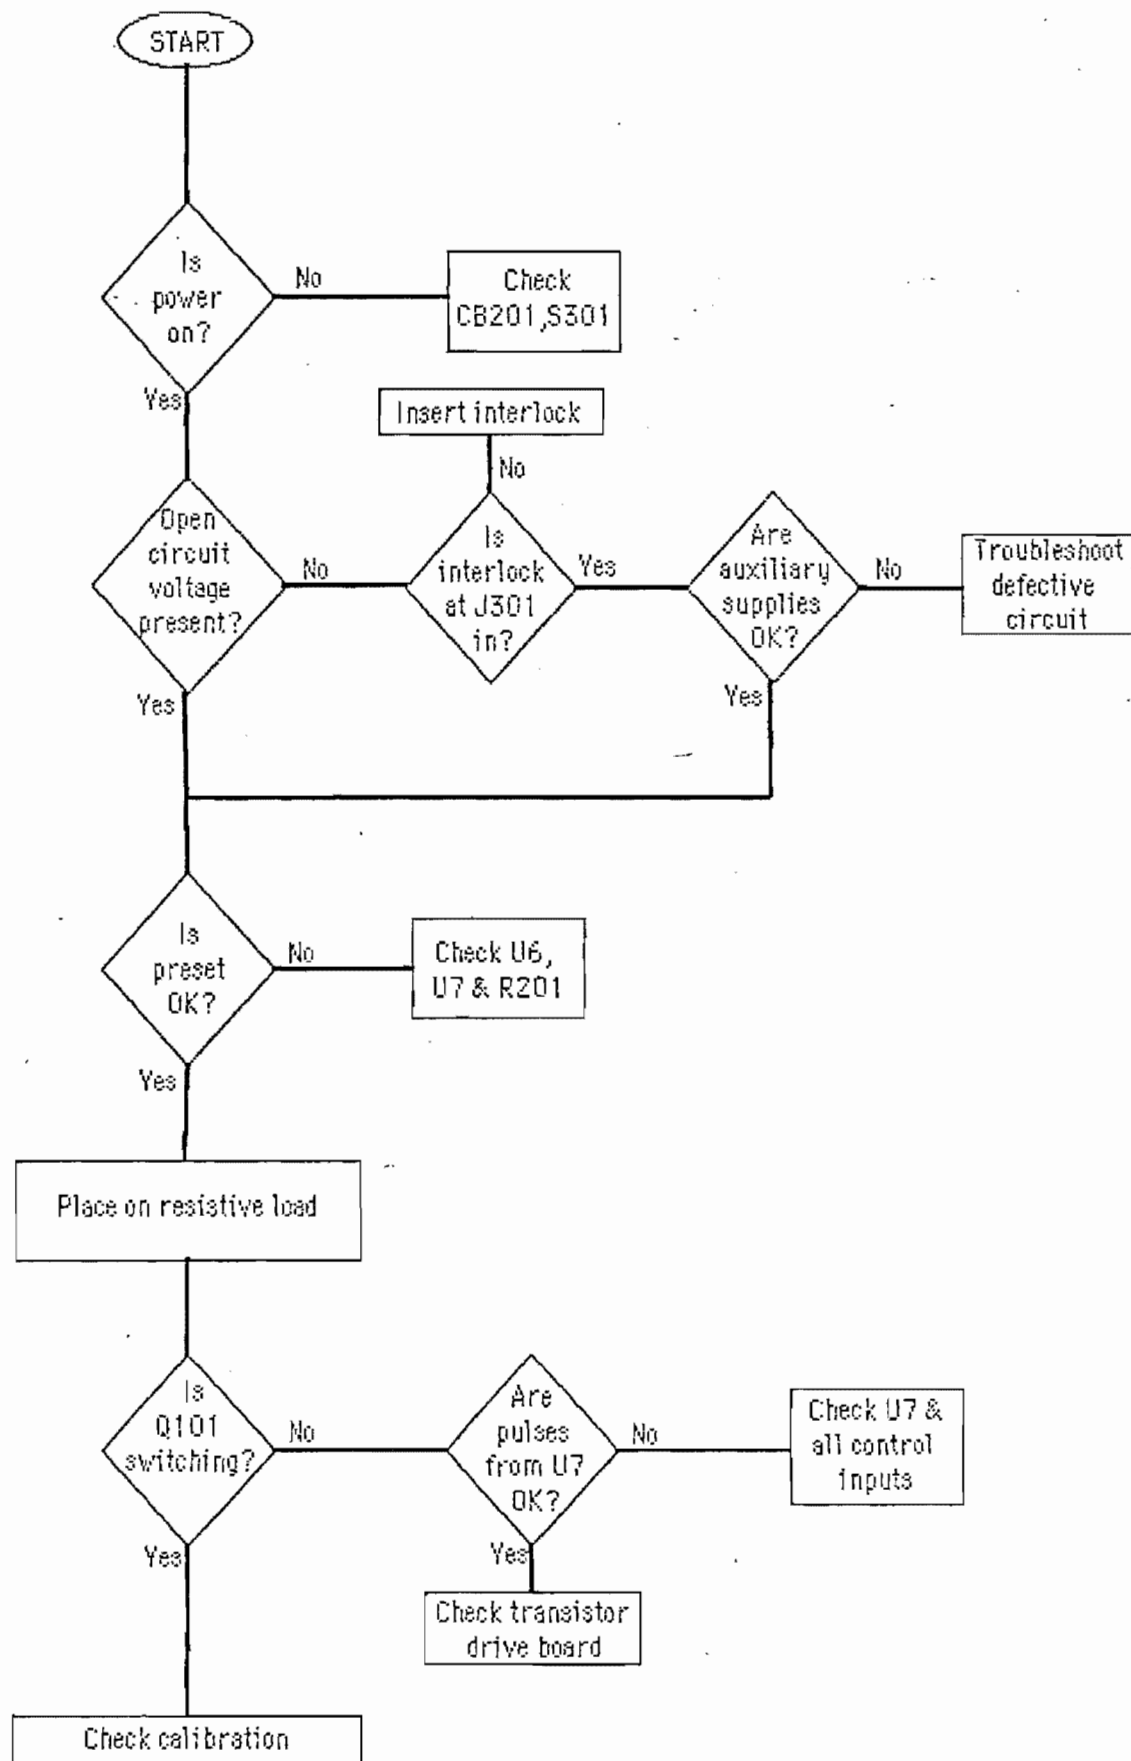 START
Is
power
on?
No
Check
CB201,S301
Yes
Insert interlock
No
Open
circuit
voltage
present?
No
Is
interlock
at J301
in?
Yes
Are
auxiliary
supplies
OK?
No
Troubleshoot
defective
circuit
Yes
Yes
Is
preset
OK?
No
Check U6,
U7 & R201
Yes
Place on resistive load
Is
Q101
switching?
No
Are
pulses
from U7
OK?
No
Check U7 &
all control
inputs
Yes
Yes
Check transistor
drive board
Check calibration